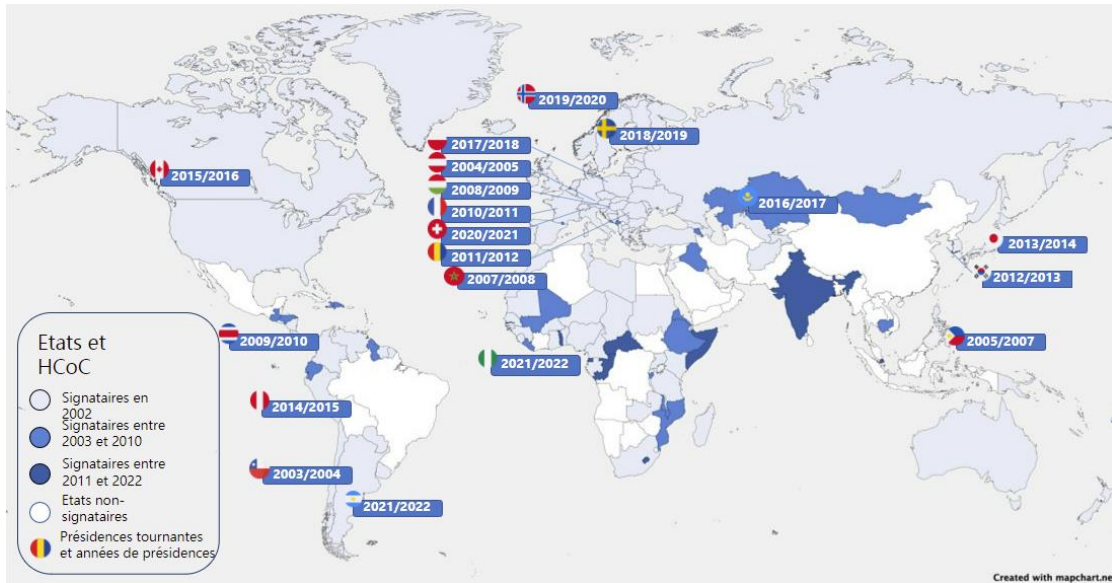 2019/2020
2018/2019
2017/2018
2004/2005
2015/2016
2008/2009
2016/2017
2010/2011
2020/2021
2013/2014
2011/2012
2012/2013
2007/2008
2009/2010
2005/2007
2021/2022
2014/2015
2003/2004
2021/2022
Etats et
HCoC
Signataires en
2002
Signataires entre
2003 et 2010
Signataires entre
2011 et 2022
Etats non-
signataires
Présidences tournantes
et années de présidences
Created with mapchart.ne